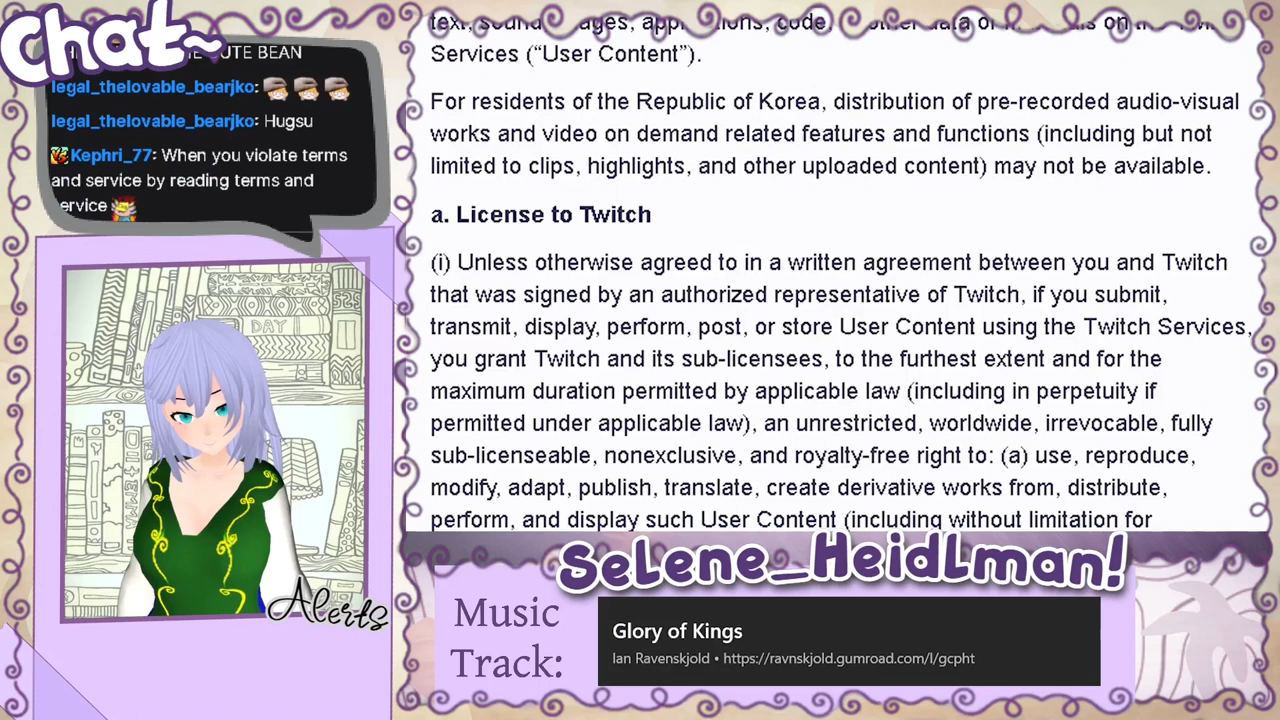 Chat~
CUTE BEAN
legal_thelovable_bearjko:
legal_thelovable_bearjko: Hugsu
Kephri_77: When you violate terms
and service by reading terms and
service
DAY
Alerts
Services (“User Content”).
For residents of the Republic of Korea, distribution of pre-recorded audio-visual
works and video on demand related features and functions (including but not
limited to clips, highlights, and other uploaded content) may not be available.
a. License to Twitch
(i) Unless otherwise agreed to in a written agreement between you and Twitch
that was signed by an authorized representative of Twitch, if you submit,
transmit, display, perform, post, or store User Content using the Twitch Services,
you grant Twitch and its sub-licensees, to the furthest extent and for the
maximum duration permitted by applicable law (including in perpetuity if
permitted under applicable law), an unrestricted, worldwide, irrevocable, fully
sub-licenseable, nonexclusive, and royalty-free right to: (a) use, reproduce,
modify, adapt, publish, translate, create derivative works from, distribute,
perform, and display such User Content (including without limitation for
Selene_Heidlman!
Music
Track:
Glory of Kings
Ian Ravenskjold • https://ravnskjold.gumroad.com/l/gcpht